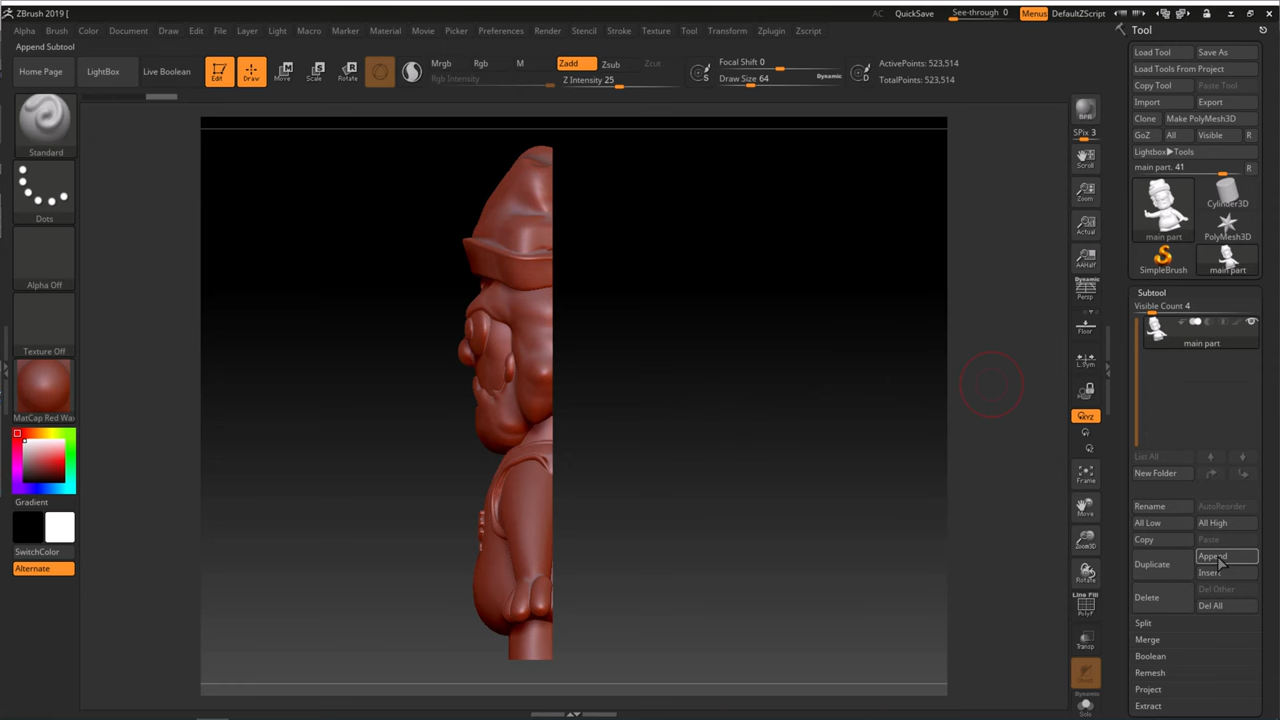 ZBrush 2019 [
AC QuickSave See-through 0 Menus DefaultZScript
Alpha Brush Color Document Draw Edit File Layer Light Macro Marker Material Movie Picker Preferences Render Stencil Stroke Texture Tool Transform Zplugin Zscript
Append Subtool
Home Page LightBox Live Boolean Edit Draw Move Scale Rotate
Mrgb Rgb M Zadd Zsub Zcut
Rgb Intensity Z Intensity 25
Focal Shift 0
Draw Size 64 Dynamic
S D
ActivePoints: 523,514
TotalPoints: 523,514
Standard
Dots
Alpha Off
Texture Off
MatCap Red Wax
Gradient
SwitchColor
Alternate
BPR
SPix 3
Scroll
Zoom
Actual
AAHalf
Dynamic
Persp
Floor
L.Sym
XYZ
Frame
Move
Zoom3D
Rotate
Line Fill
PolyF
Transp
Dynamic
Solo
Tool
Load Tool Save As
Load Tools From Project
Copy Tool Paste Tool
Import Export
Clone Make PolyMesh3D
GoZ All Visible R
Lightbox▶Tools
main part. 41 R
main part Cylinder3D
PolyMesh3D
SimpleBrush main part
Subtool
Visible Count 4
main part
List All
New Folder
Rename AutoReorder
All Low All High
Copy Paste
Duplicate Append
Insert
Delete Del Other
Del All
Split
Merge
Boolean
Remesh
Project
Extract